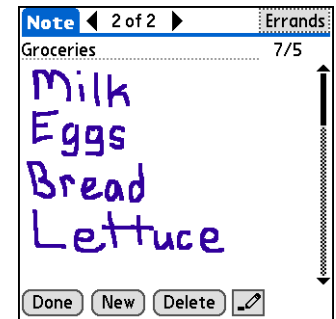 Note 2 of 2 Errands
Groceries 7/5
Milk
Eggs
Bread
Lettuce
Done New Delete